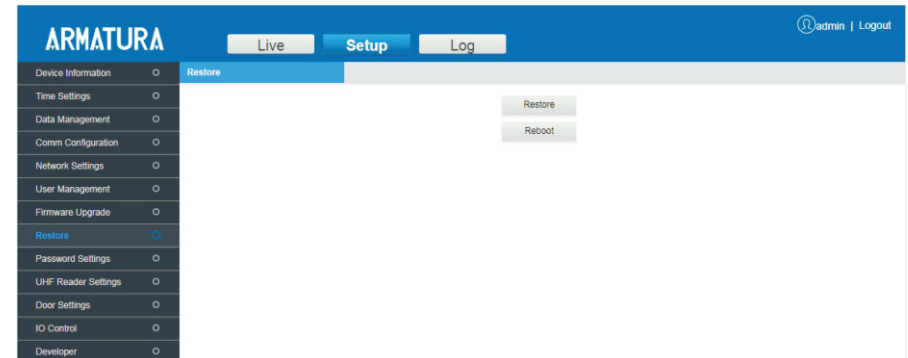 ARMATURA
Live Setup Log
admin | Logout
Device Information
Time Settings
Data Management
Comm Configuration
Network Settings
User Management
Firmware Upgrade
Restore
Password Settings
UHF Reader Settings
Door Settings
IO Control
Developer
Restore
Restore
Reboot